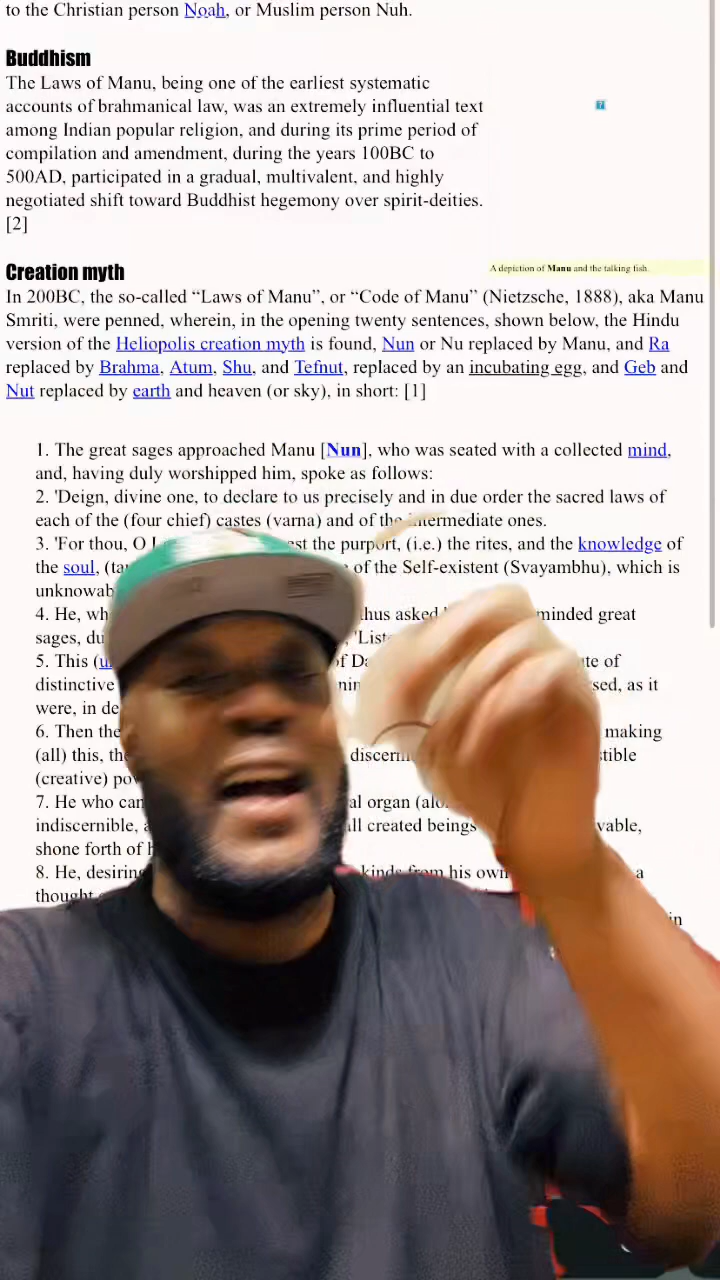 to the Christian person Noah, or Muslim person Nuh.
Buddhism
The Laws of Manu, being one of the earliest systematic
accounts of brahmanical law, was an extremely influential text
among Indian popular religion, and during its prime period of
compilation and amendment, during the years 100BC to
500AD, participated in a gradual, multivalent, and highly
negotiated shift toward Buddhist hegemony over spirit-deities.
[2]
A depiction of Manu and the talking fish.
Creation myth
In 200BC, the so-called “Laws of Manu”, or “Code of Manu” (Nietzsche, 1888), aka Manu
Smriti, were penned, wherein, in the opening twenty sentences, shown below, the Hindu
version of the Heliopolis creation myth is found, Nun or Nu replaced by Manu, and Ra
replaced by Brahma, Atum, Shu, and Tefnut, replaced by an incubating egg, and Geb and
Nut replaced by earth and heaven (or sky), in short: [1]
1. The great sages approached Manu [Nun], who was seated with a collected mind,
and, having duly worshipped him, spoke as follows:
2. 'Deign, divine one, to declare to us precisely and in due order the sacred laws of
each of the (four chief) castes (varna) and of the intermediate ones.
3. 'For thou, O the purport, (i.e.) the rites, and the knowledge of
the soul, of the Self-existent (Svayambhu), which is
4. He, thus asked minded great
sages,
5. This of
distinctive as it
were, in
6. Then the making
(all) this,
(creative)
7. He who can organ
indiscernible, all created beings
shone forth of
8. He, desiring kinds from his own a
thought
in